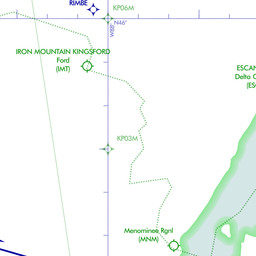 RIMBE
KP06M
N46°
W88°
IRON MOUNTAIN KINGSFORD
Ford
(IMT)
ESCAN
Delta C
(ES
KP03M
Menominee Rgnl
(MNM)